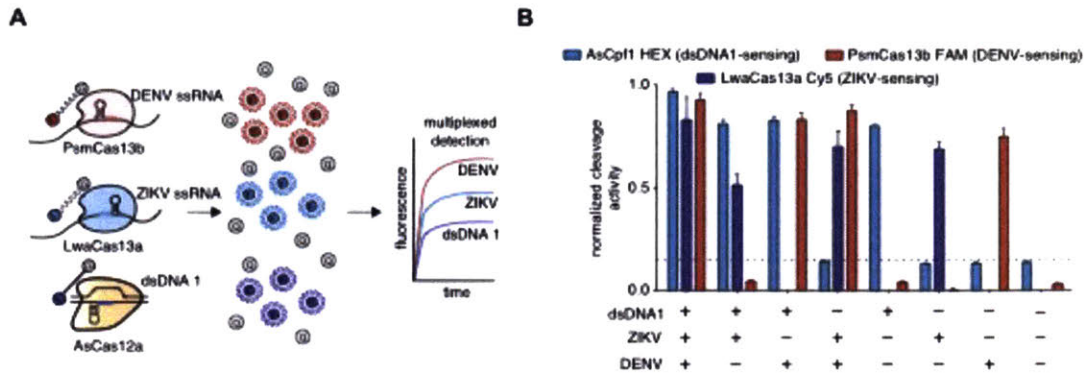 A
DENV ssRNA
PsmCas13b
ZIKV ssRNA
LwaCas13a
dsDNA 1
AsCas12a
multiplexed
detection
DENV
ZIKV
dsDNA 1
fluorescence
time
B
AsCpf1 HEX (dsDNA1-sensing) PsmCas13b FAM (DENV-sensing)
LwaCas13a Cy5 (ZIKV-sensing)
normalized cleavage
activity
1.0
0.5
0.0
dsDNA1 + + + - + - - -
ZIKV + + - + - + - -
DENV + - + + - - + -